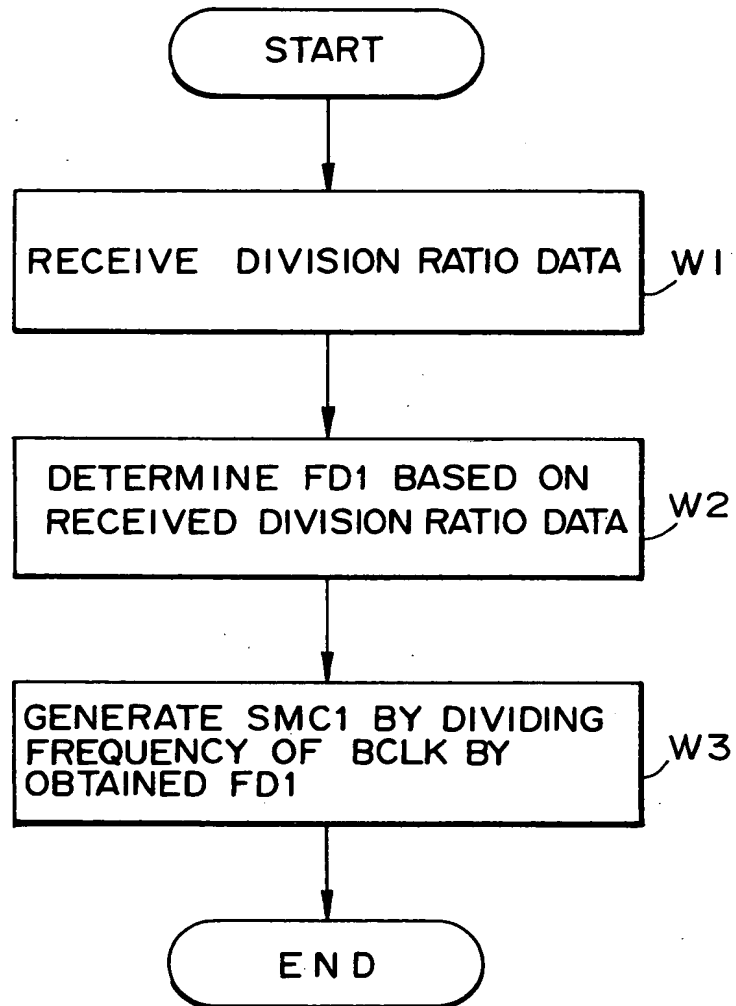 START
RECEIVE DIVISION RATIO DATA
W1
DETERMINE FD1 BASED ON
RECEIVED DIVISION RATIO DATA
W2
GENERATE SMC1 BY DIVIDING
FREQUENCY OF BCLK BY
OBTAINED FD1
W3
END